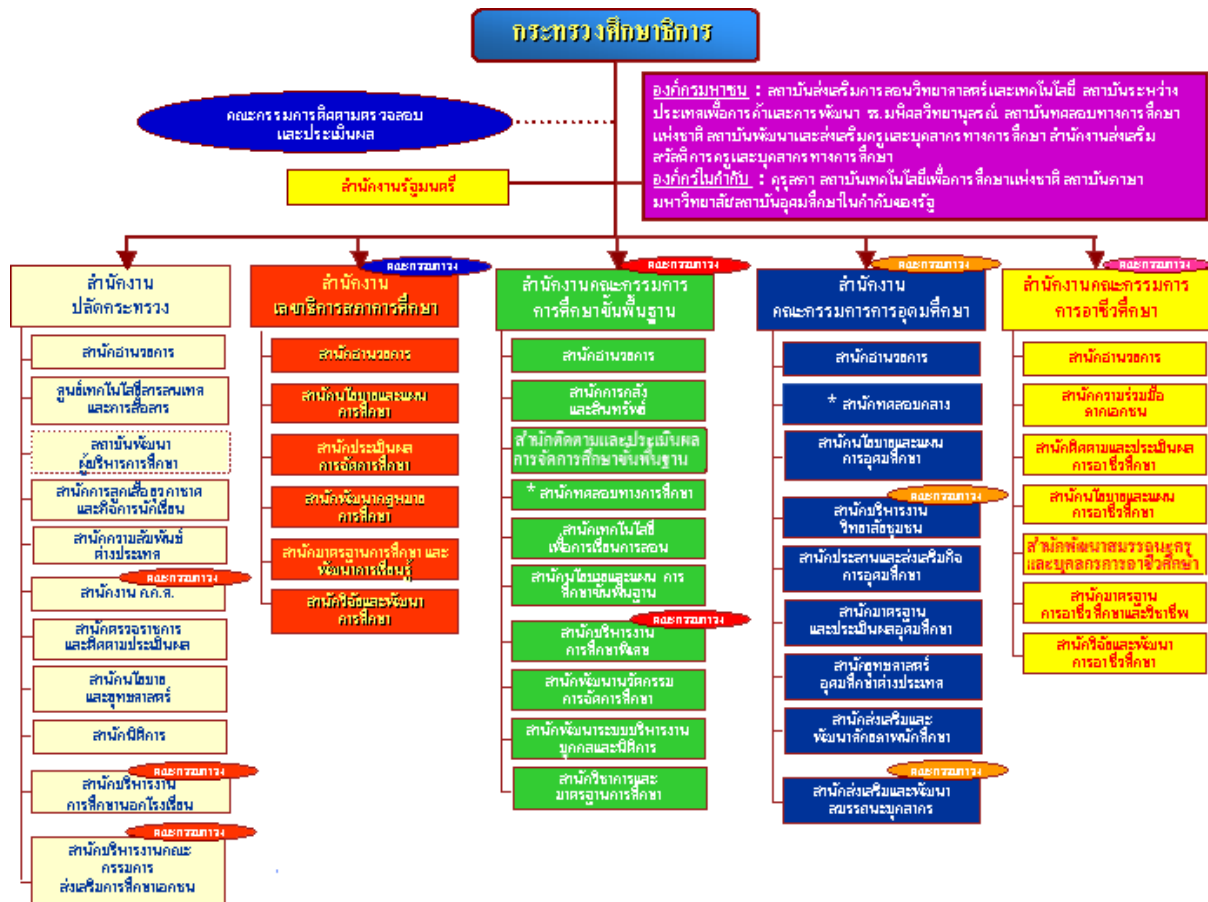 กระทรวงศึกษาธิการ
คณะกรรมการติดตามตรวจสอบ
และประเมินผล
องค์กรมหาชน : สถาบันส่งเสริมการสอนวิทยาศาสตร์และเทคโนโลยี สถาบันระหว่าง
ประเทศเพื่อการค้าและการพัฒนา รร.มหิดลวิทยานุสรณ์ สถาบันทดสอบทางการศึกษา
แห่งชาติ สถาบันพัฒนาและส่งเสริมครูและบุคลากรทางการศึกษา สำนักงานส่งเสริม
สวัสดิการครูและบุคลากรทางการศึกษา
องค์กรในกำกับ : คุรุสภา สถาบันเทคโนโลยีเพื่อการศึกษาแห่งชาติ สถาบันภาษา
มหาวิทยาลัย/สถาบันอุดมศึกษาในกำกับของรัฐ
สำนักงานรัฐมนตรี
สำนักงาน
ปลัดกระทรวง
สำนักอำนวยการ
ศูนย์เทคโนโลยีสารสนเทศ
และการสื่อสาร
สถาบันพัฒนา
ผู้บริหารการศึกษา
สำนักการลูกเสือยุวกาชาด
และกิจการนักเรียน
สำนักความสัมพันธ์
ต่างประเทศ
คณะกรรมการ
สำนักงาน ก.ค.ศ.
สำนักตรวจราชการ
และติดตามประเมินผล
สำนักนโยบาย
และยุทธศาสตร์
สำนักนิติการ
คณะกรรมการ
สำนักบริหารงาน
การศึกษานอกโรงเรียน
คณะกรรมการ
สำนักบริหารงานคณะ
กรรมการ
ส่งเสริมการศึกษาเอกชน
คณะกรรมการ
สำนักงาน
เลขาธิการสภาการศึกษา
สำนักอำนวยการ
สำนักนโยบายและแผน
การศึกษา
สำนักประเมินผล
การจัดการศึกษา
สำนักพัฒนากฎหมาย
การศึกษา
สำนักมาตรฐานการศึกษา และ
พัฒนาการเรียนรู้
สำนักวิจัยและพัฒนา
การศึกษา
คณะกรรมการ
สำนักงานคณะกรรมการ
การศึกษาขั้นพื้นฐาน
สำนักอำนวยการ
สำนักการคลัง
และสินทรัพย์
สำนักติดตามและประเมินผล
การจัดการศึกษาขั้นพื้นฐาน
* สำนักทดสอบทางการศึกษา
สำนักเทคโนโลยี
เพื่อการเรียนการสอน
สำนักนโยบายและแผน การ
ศึกษาขั้นพื้นฐาน
คณะกรรมการ
สำนักบริหารงาน
การศึกษาพิเศษ
สำนักพัฒนานวัตกรรม
การจัดการศึกษา
สำนักพัฒนาระบบบริหารงาน
บุคคลและนิติการ
สำนักวิชาการและ
มาตรฐานการศึกษา
คณะกรรมการ
สำนักงาน
คณะกรรมการการอุดมศึกษา
สำนักอำนวยการ
* สำนักทดสอบกลาง
สำนักนโยบายและแผน
การอุดมศึกษา
คณะกรรมการ
สำนักบริหารงาน
วิทยาลัยชุมชน
สำนักประสานและส่งเสริมกิจ
การอุดมศึกษา
สำนักมาตรฐาน
และประเมินผลอุดมศึกษา
สำนักยุทธศาสตร์
อุดมศึกษาต่างประเทศ
สำนักส่งเสริมและ
พัฒนาศักยภาพนักศึกษา
คณะกรรมการ
สำนักส่งเสริมและพัฒนา
สมรรถนะบุคลากร
คณะกรรมการ
สำนักงานคณะกรรมการ
การอาชีวศึกษา
สำนักอำนวยการ
สำนักความร่วมมือ
ภาคเอกชน
สำนักติดตามและประเมินผล
การอาชีวศึกษา
สำนักนโยบายและแผน
การอาชีวศึกษา
สำนักพัฒนาสมรรถนะครู
และบุคลากรการอาชีวศึกษา
สำนักมาตรฐาน
การอาชีวศึกษาและวิชาชีพ
สำนักวิจัยและพัฒนา
การอาชีวศึกษา